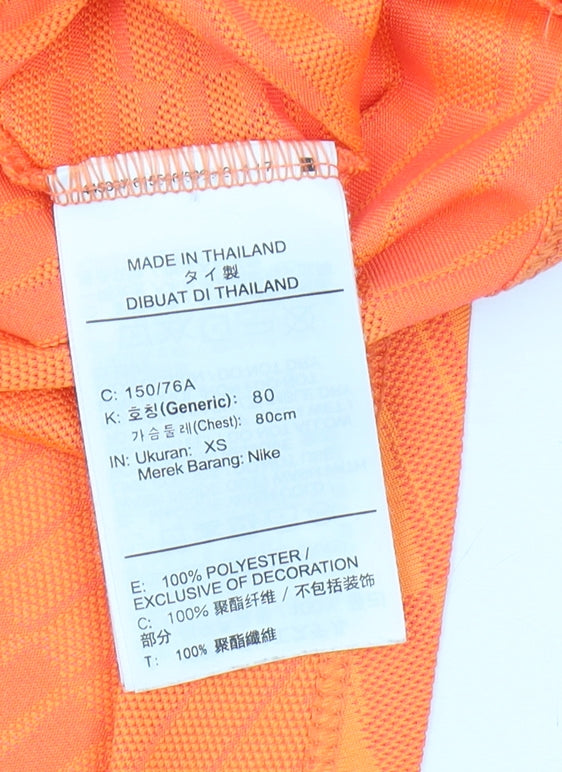 MADE IN THAILAND
タイ製
DIBUAT DI THAILAND
C: 150/76A
K: 호칭(Generic): 80
가슴둘레(Chest): 80cm
IN: Ukuran: XS
Merek Barang: Nike
E: 100% POLYESTER /
EXCLUSIVE OF DECORATION
C: 100% 聚酯纤维 / 不包括装饰
部分
T: 100% 聚酯纖維